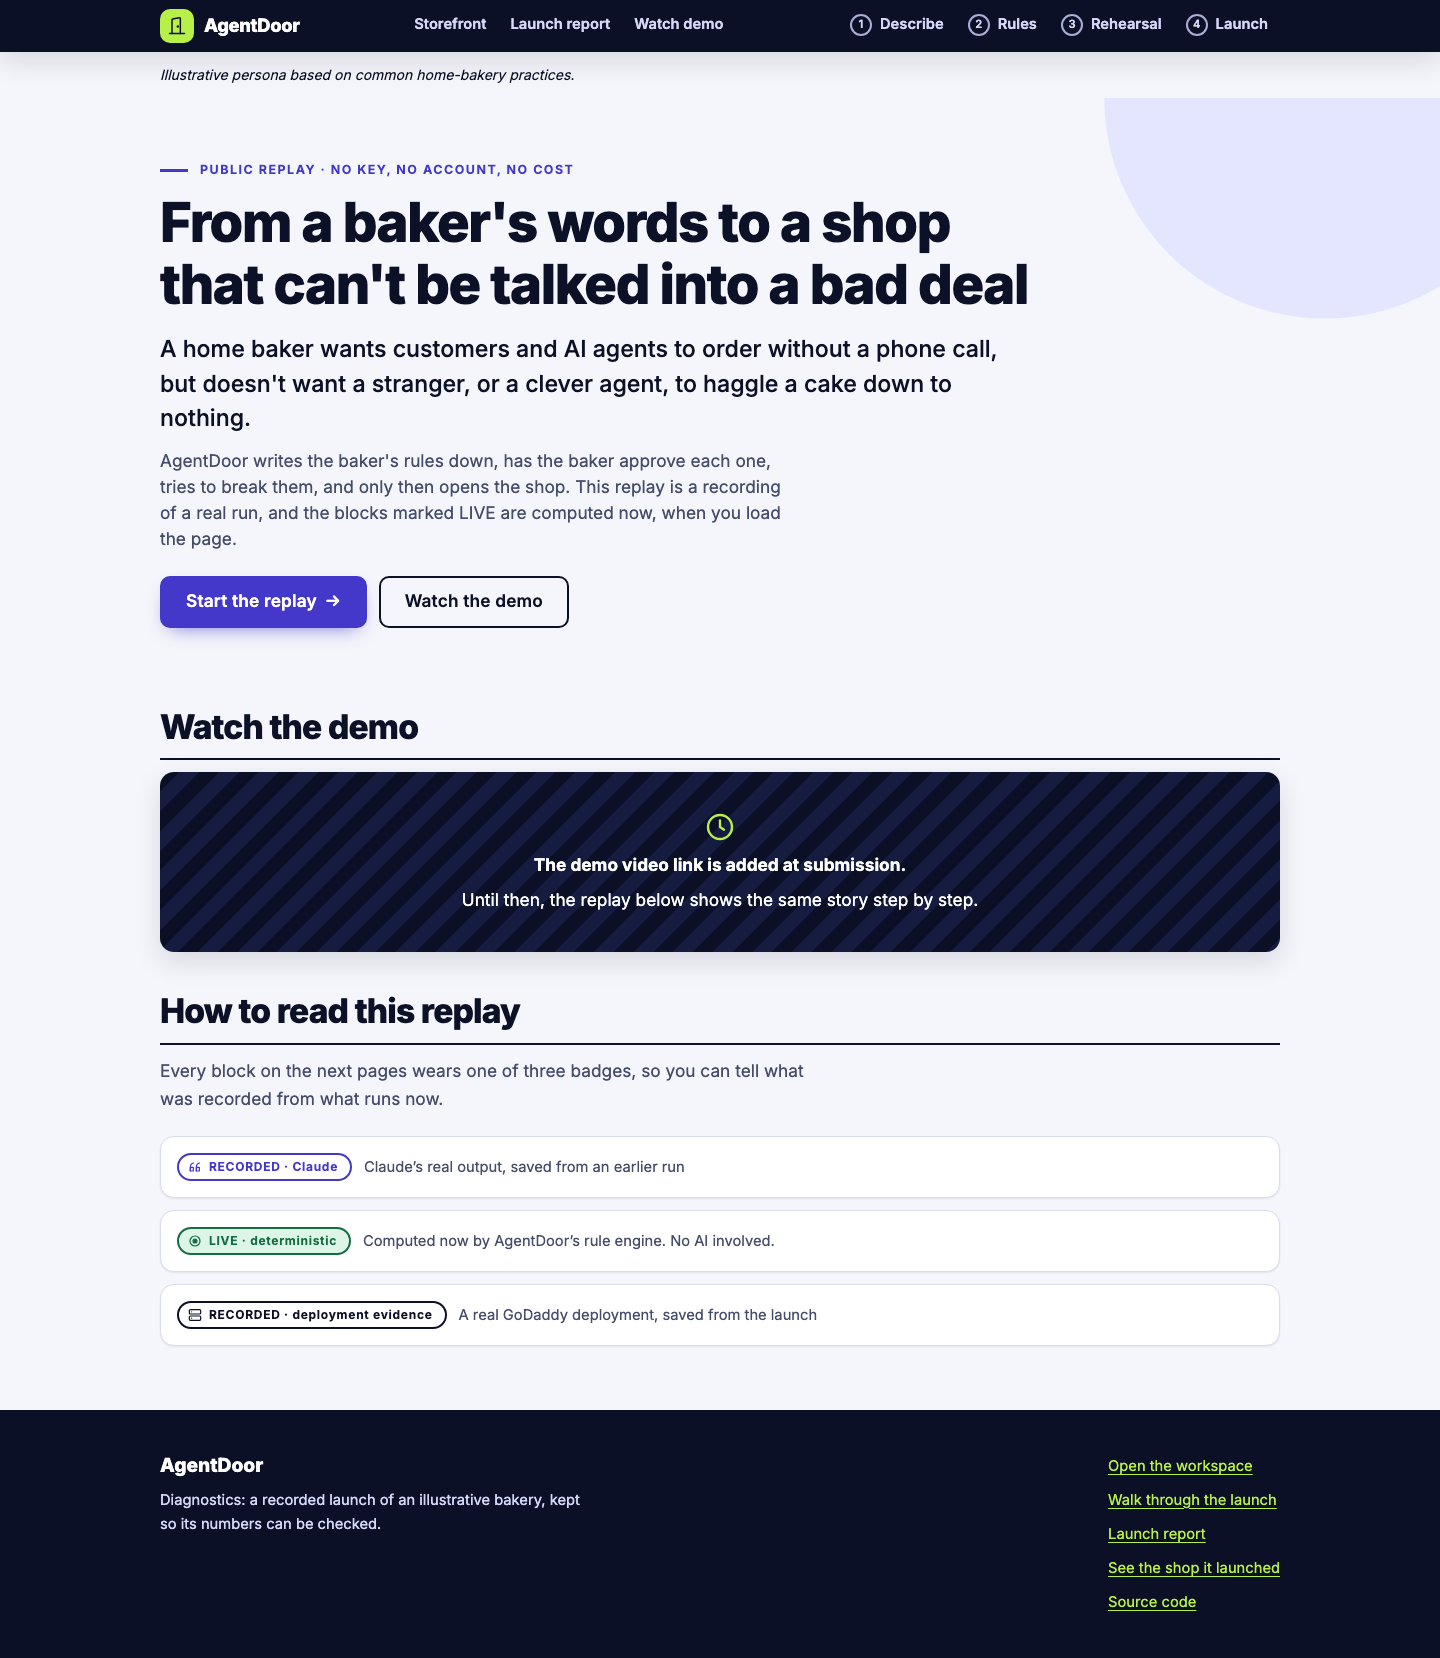 AgentDoor
Storefront
Launch report
Watch demo
1 Describe
2 Rules
3 Rehearsal
4 Launch
Illustrative persona based on common home-bakery practices.
PUBLIC REPLAY · NO KEY, NO ACCOUNT, NO COST
From a baker's words to a shop
that can't be talked into a bad deal
A home baker wants customers and AI agents to order without a phone call,
but doesn't want a stranger, or a clever agent, to haggle a cake down to
nothing.
AgentDoor writes the baker's rules down, has the baker approve each one,
tries to break them, and only then opens the shop. This replay is a recording
of a real run, and the blocks marked LIVE are computed now, when you load
the page.
Start the replay →
Watch the demo
Watch the demo
The demo video link is added at submission.
Until then, the replay below shows the same story step by step.
How to read this replay
Every block on the next pages wears one of three badges, so you can tell what
was recorded from what runs now.
RECORDED · Claude
Claude’s real output, saved from an earlier run
LIVE · deterministic
Computed now by AgentDoor’s rule engine. No AI involved.
RECORDED · deployment evidence
A real GoDaddy deployment, saved from the launch
AgentDoor
Diagnostics: a recorded launch of an illustrative bakery, kept
so its numbers can be checked.
Open the workspace
Walk through the launch
Launch report
See the shop it launched
Source code